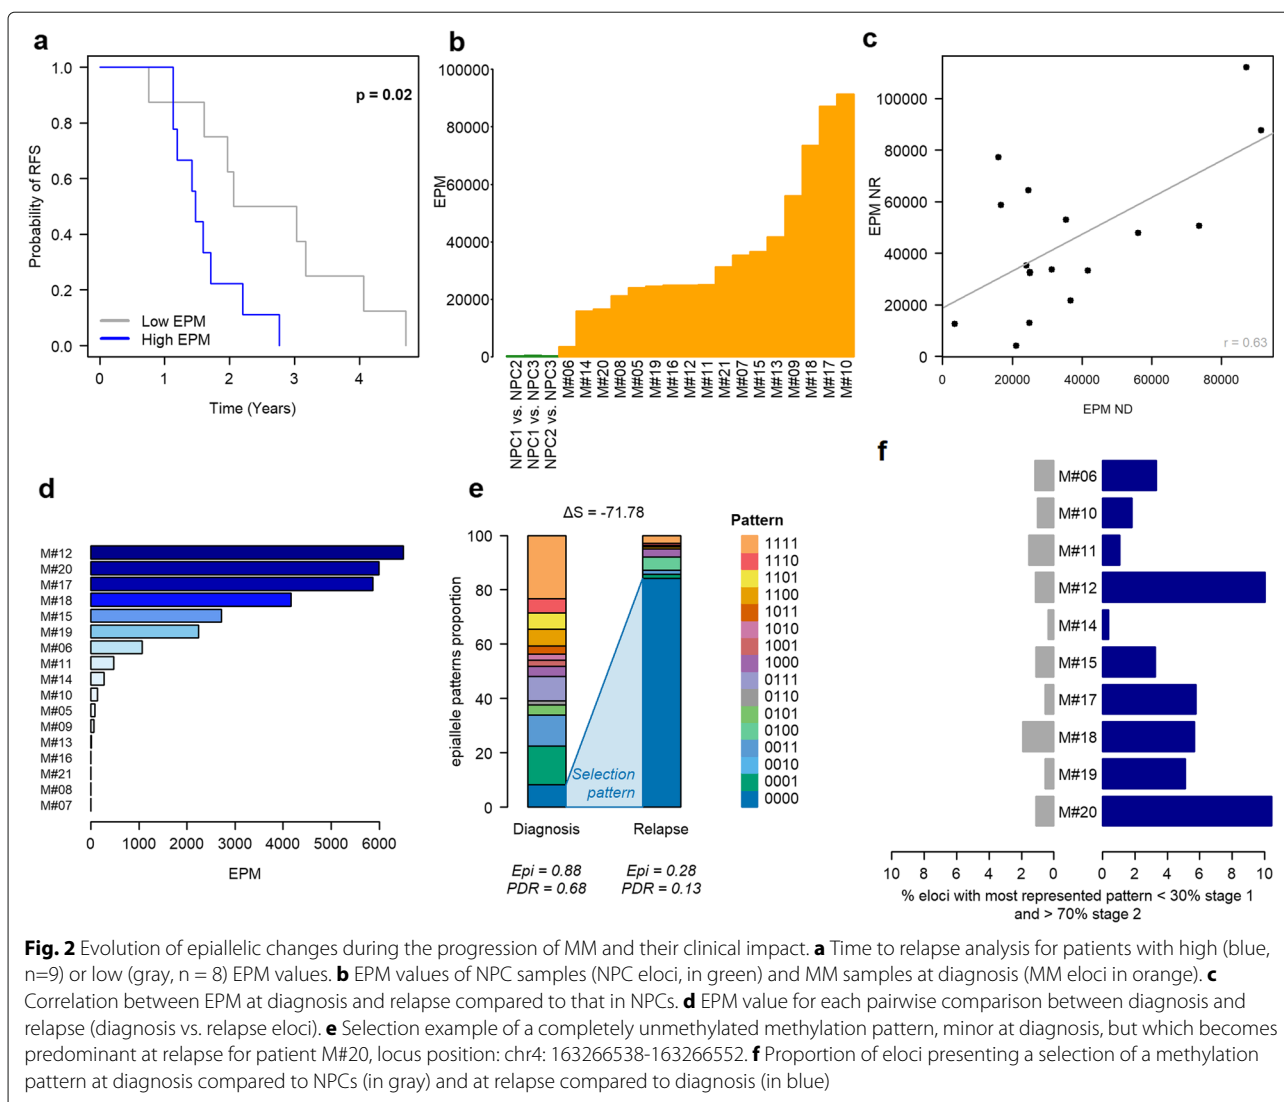 a
1.0
0.8
0.6
0.4
0.2
0.0
Probability of RFS
p = 0.02
Low EPM
High EPM
0 1 2 3 4
Time (Years)
b
EPM
100000
80000
60000
40000
20000
0
NPC1 vs. NPC2
NPC1 vs. NPC3
NPC2 vs. NPC3
M#06
M#14
M#20
M#08
M#05
M#19
M#16
M#12
M#11
M#21
M#07
M#15
M#13
M#09
M#18
M#17
M#10
c
EPM NR
100000
80000
60000
40000
20000
0
r = 0.63
0 20000 40000 60000 80000
EPM ND
d
M#12
M#20
M#17
M#18
M#15
M#19
M#06
M#11
M#14
M#10
M#05
M#09
M#13
M#16
M#21
M#08
M#07
0 1000 2000 3000 4000 5000 6000
EPM
e
ΔS = -71.78
epiallele patterns proportion
100
80
60
40
20
0
Selection
pattern
Diagnosis Relapse
Epi = 0.88 Epi = 0.28
PDR = 0.68 PDR = 0.13
Pattern
1111
1110
1101
1100
1011
1010
1001
1000
0111
0110
0101
0100
0011
0010
0001
0000
f
M#06
M#10
M#11
M#12
M#14
M#15
M#17
M#18
M#19
M#20
10 8 6 4 2 0 0 2 4 6 8 10
% eloci with most represented pattern < 30% stage 1
and > 70% stage 2
Fig. 2 Evolution of epiallelic changes during the progression of MM and their clinical impact. a Time to relapse analysis for patients with high (blue,
n=9) or low (gray, n = 8) EPM values. b EPM values of NPC samples (NPC eloci, in green) and MM samples at diagnosis (MM eloci in orange). c
Correlation between EPM at diagnosis and relapse compared to that in NPCs. d EPM value for each pairwise comparison between diagnosis and
relapse (diagnosis vs. relapse eloci). e Selection example of a completely unmethylated methylation pattern, minor at diagnosis, but which becomes
predominant at relapse for patient M#20, locus position: chr4: 163266538-163266552. f Proportion of eloci presenting a selection of a methylation
pattern at diagnosis compared to NPCs (in gray) and at relapse compared to diagnosis (in blue)